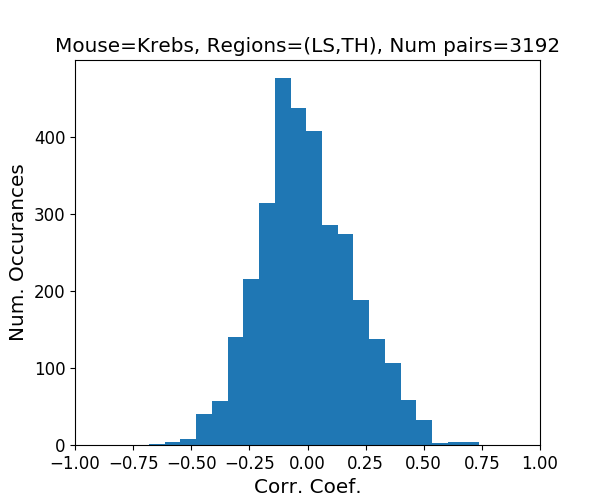 Mouse=Krebs, Regions=(LS,TH), Num pairs=3192
Num. Occurances
400
300
200
100
0
−1.00 −0.75 −0.50 −0.25 0.00 0.25 0.50 0.75 1.00
Corr. Coef.